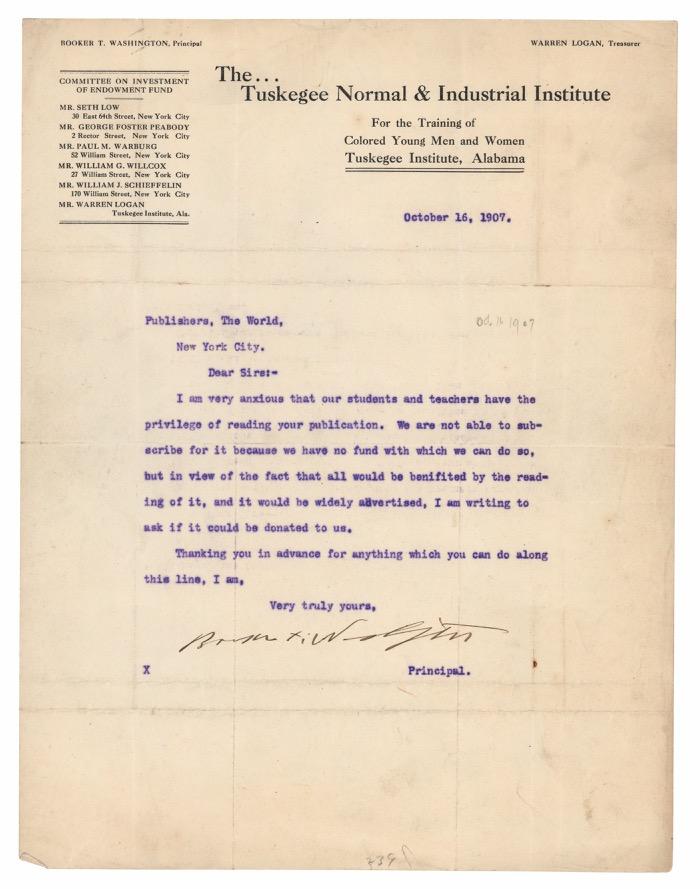 BOOKER T. WASHINGTON, Principal
WARREN LOGAN, Treasurer
COMMITTEE ON INVESTMENT
OF ENDOWMENT FUND
MR. SETH LOW
30 East 64th Street, New York City
MR. GEORGE FOSTER PEABODY
2 Rector Street, New York City
MR. PAUL M. WARBURG
52 William Street, New York City
MR. WILLIAM G. WILLCOX
27 William Street, New York City
MR. WILLIAM J. SCHIEFFELIN
170 William Street, New York City
MR. WARREN LOGAN
Tuskegee Institute, Ala.
The...
Tuskegee Normal & Industrial Institute
For the Training of
Colored Young Men and Women
Tuskegee Institute, Alabama
October 16, 1907.
Publishers, The World,
Oct 16 1907
New York City.
Dear Sirs:-
I am very anxious that our students and teachers have the
privilege of reading your publication. We are not able to sub-
scribe for it because we have no fund with which we can do so,
but in view of the fact that all would be benifited by the read-
ing of it, and it would be widely advertised, I am writing to
ask if it could be donated to us.
Thanking you in advance for anything which you can do along
this line, I am,
Very truly yours,
Booker T. Washington
X
Principal.